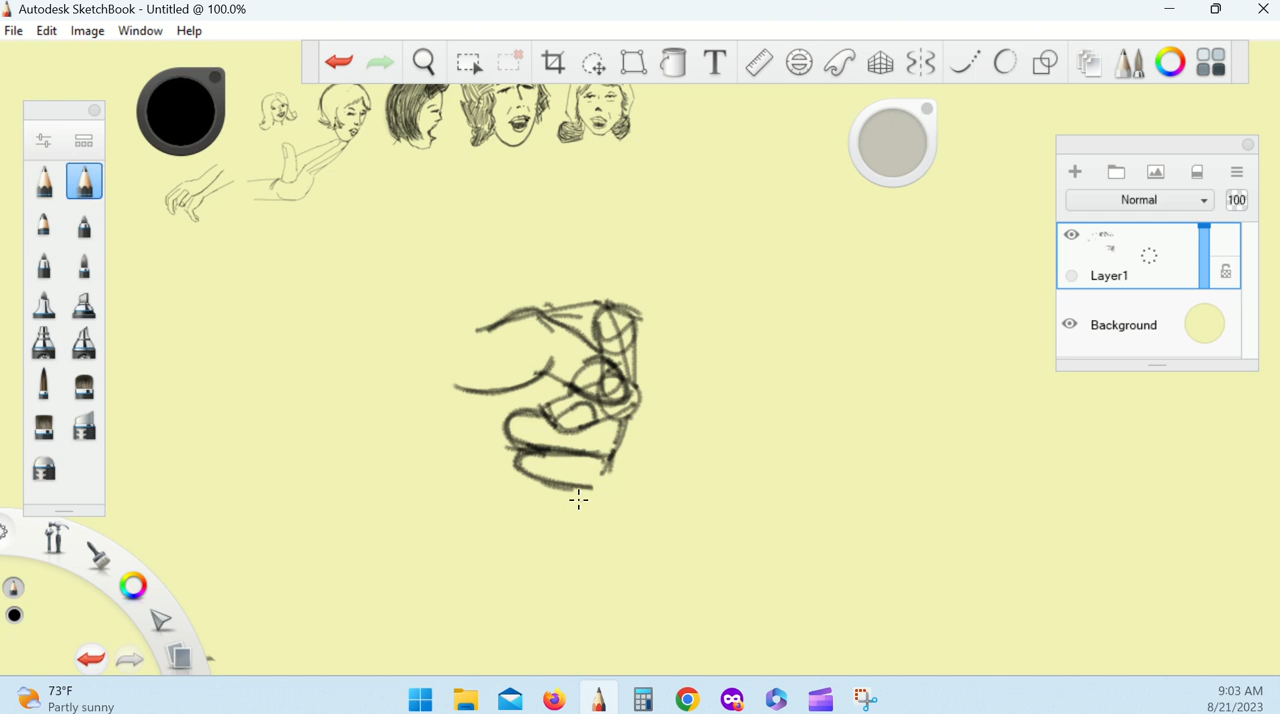 Autodesk SketchBook - Untitled @ 100.0%
File Edit Image Window Help
T
Normal 100
Layer1
Background
73°F
Partly sunny
9:03 AM
8/21/2023